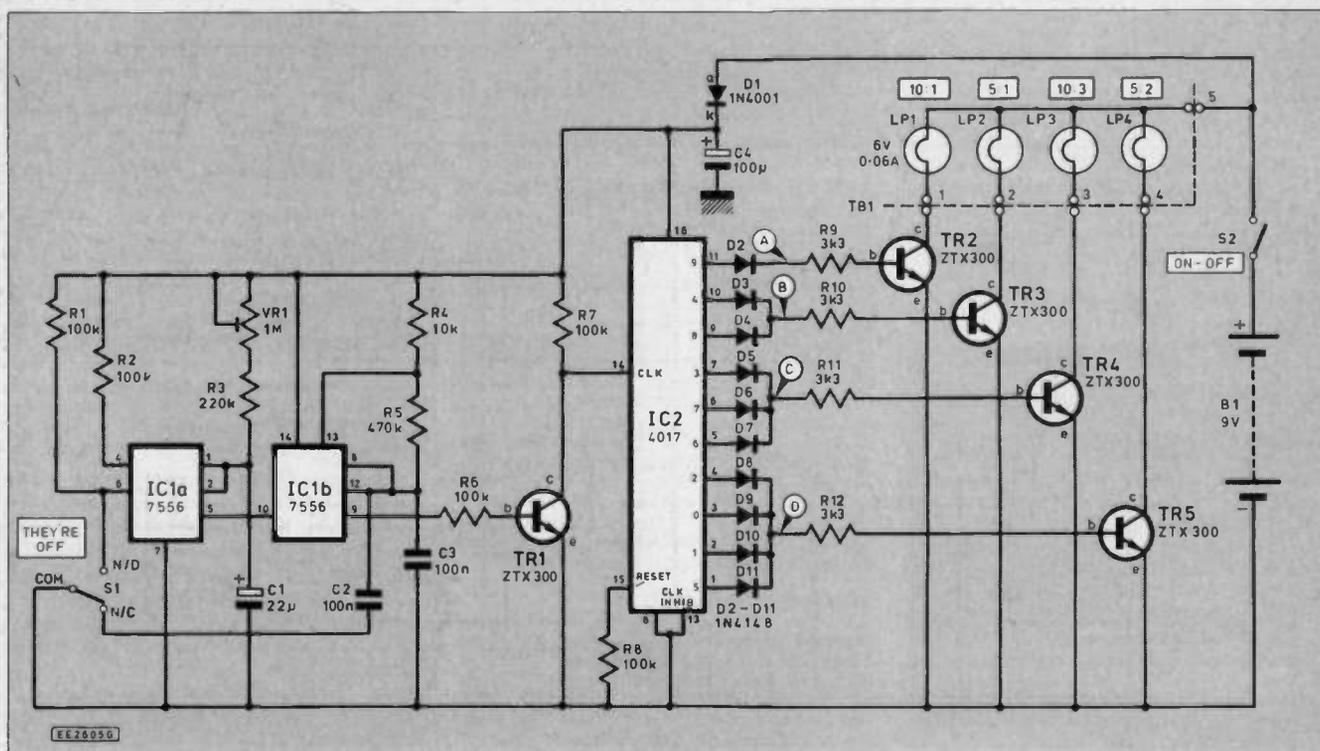 D1
1N4001
a
k
10:1
5:1
10:3
5:2
5
LP1
LP2
LP3
LP4
6V
0·06A
+
C4
100µ
TB1
1
2
3
4
S2
ON-OFF
16
D2
A
R9
3k3
TR2
ZTX300
c
b
e
9
11
D3
B
R10
3k3
TR3
ZTX300
c
b
e
4
10
D4
8
9
D5
C
R11
3k3
TR4
ZTX300
c
b
e
3
7
D6
7
6
D7
6
5
D8
2
4
D9
D
R12
3k3
TR5
ZTX300
c
b
e
0
3
D10
1
2
D11
5
1
D2-D11
1N4148
+
B1
9V
-
R1
100k
R2
100k
VR1
1M
R3
220k
R4
10k
R5
470k
R7
100k
14
CLK
IC2
4017
14
13
4
6
1
2
5
7
IC1a
7556
8
12
10
9
IC1b
7556
R6
100k
c
b
e
TR1
ZTX300
THEY'RE
OFF
COM
S1
N/C
+
C1
22µ
C2
100n
C3
100n
15
RESET
CLK
INHIB
8
13
R8
100k
EE2605G